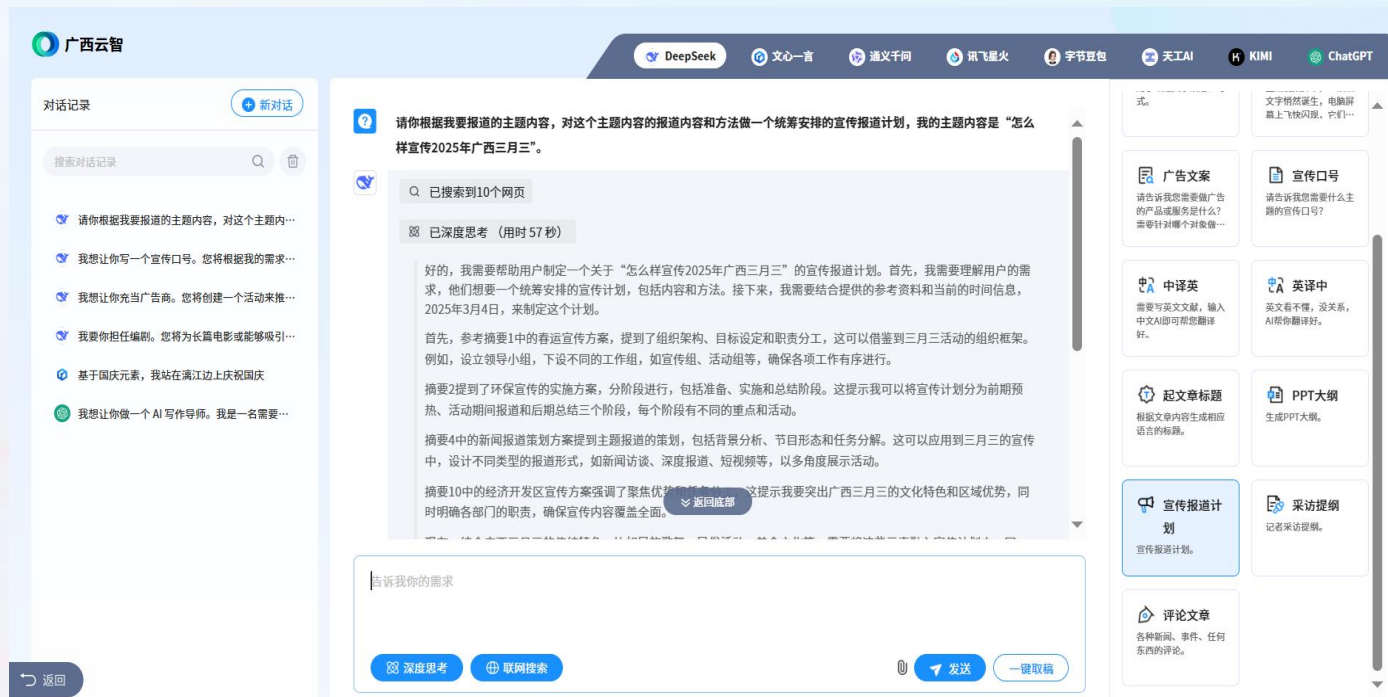 广西云智
DeepSeek 文心一言 通义千问 讯飞星火 字节豆包 天工AI KIMI ChatGPT
对话记录
新对话
搜索对话记录
请你根据我要报道的主题内容，对这个主题内…
我想让你写一个宣传口号。您将根据我的需求…
我想让你充当广告商。您将创建一个活动来推…
我要你担任编剧。您将为长篇电影或能够吸引…
基于国庆元素，我站在漓江边上庆祝国庆
我想让你做一个 AI 写作导师。我是一名需要…
返回
请你根据我要报道的主题内容，对这个主题内容的报道内容和方法做一个统筹安排的宣传报道计划，我的主题内容是“怎么
样宣传2025年广西三月三”。
已搜索到10个网页
已深度思考 （用时 57 秒）
好的，我需要帮助用户制定一个关于“怎么样宣传2025年广西三月三”的宣传报道计划。首先，我需要理解用户的需
求，他们想要一个统筹安排的宣传计划，包括内容和方法。接下来，我需要结合提供的参考资料和当前的时间信息，
2025年3月4日，来制定这个计划。
首先，参考摘要1中的春运宣传方案，提到了组织架构、目标设定和职责分工，这可以借鉴到三月三活动的组织框架。
例如，设立领导小组，下设不同的工作组，如宣传组、活动组等，确保各项工作有序进行。
摘要2提到了环保宣传的实施方案，分阶段进行，包括准备、实施和总结阶段。这提示我可以将宣传计划分为前期预
热、活动期间报道和后期总结三个阶段，每个阶段有不同的重点和活动。
摘要4中的新闻报道策划方案提到主题报道的策划，包括背景分析、节目形态和任务分解。这可以应用到三月三的宣传
中，设计不同类型的报道形式，如新闻访谈、深度报道、短视频等，以多角度展示活动。
摘要10中的经济开发区宣传方案强调了聚焦优势 这提示我要突出广西三月三的文化特色和区域优势，同
时明确各部门的职责，确保宣传内容覆盖全面。
返回底部
告诉我你的需求
深度思考 联网搜索 发送 一键取稿
式。
文字悄然诞生，电脑屏
幕上飞快闪现，它们…
广告文案
请告诉我您需要做广告
的产品或服务是什么？
需要针对哪个对象做…
宣传口号
请告诉我您需要什么主
题的宣传口号？
中译英
需要写英文文献，输入
中文AI即可帮您翻译
好。
英译中
英文看不懂，没关系，
AI帮你翻译好。
起文章标题
根据文章内容生成相应
语言的标题。
PPT大纲
生成PPT大纲。
宣传报道计
划
宣传报道计划。
采访提纲
记者采访提纲。
评论文章
各种新闻、事件、任何
东西的评论。